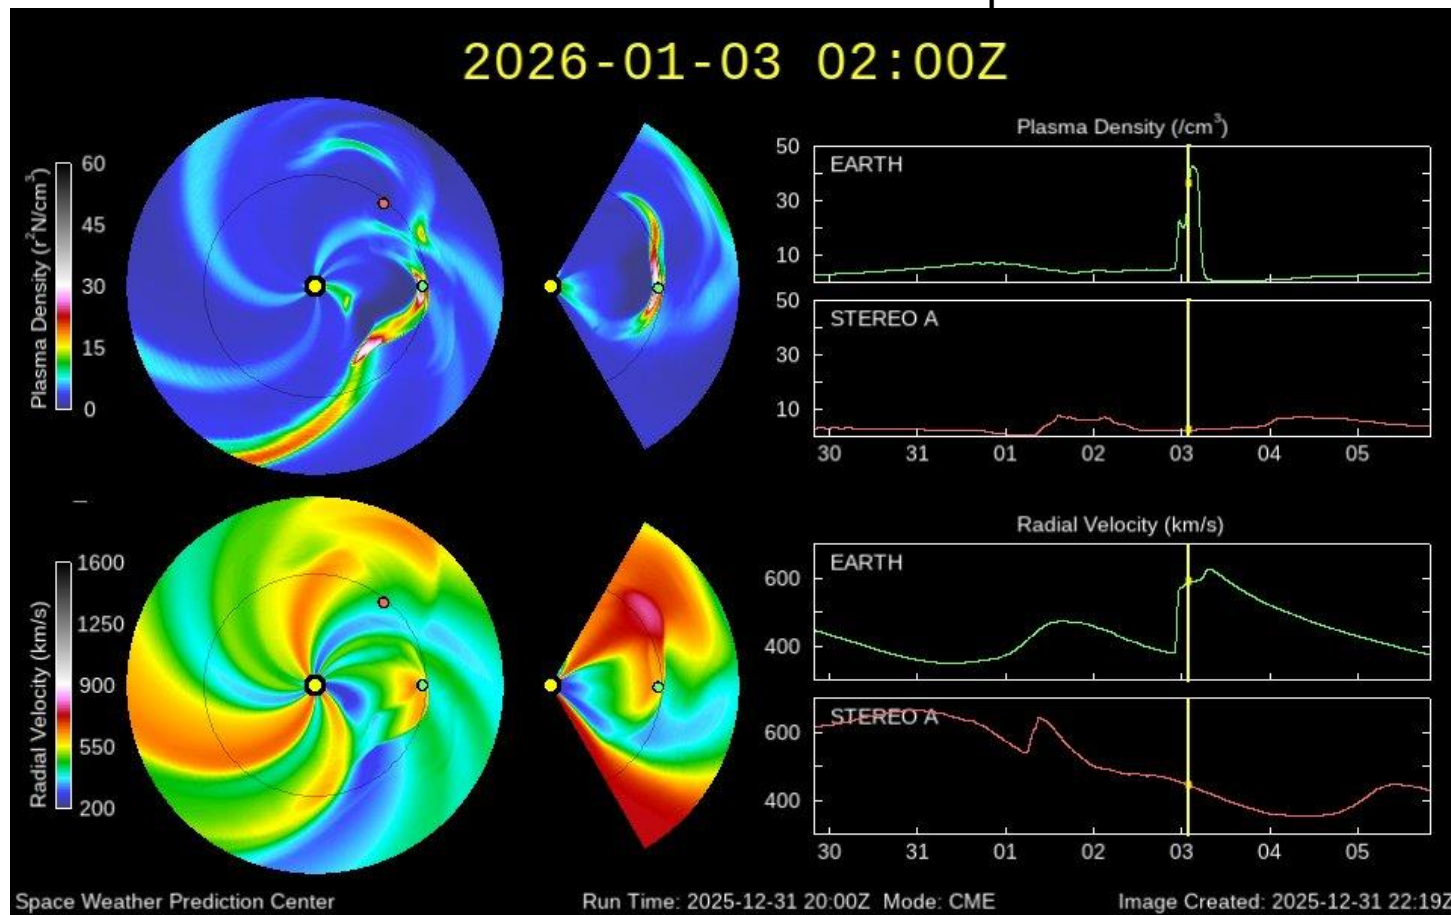 2026-01-03 02:00Z
Plasma Density (r²N/cm³)
60
45
30
15
0
Plasma Density (/cm³)
50
30
10
EARTH
50
30
10
STEREO A
30 31 01 02 03 04 05
Radial Velocity (km/s)
1600
1250
900
550
200
Radial Velocity (km/s)
600
400
EARTH
600
400
STEREO A
30 31 01 02 03 04 05
Space Weather Prediction Center Run Time: 2025-12-31 20:00Z Mode: CME Image Created: 2025-12-31 22:19Z